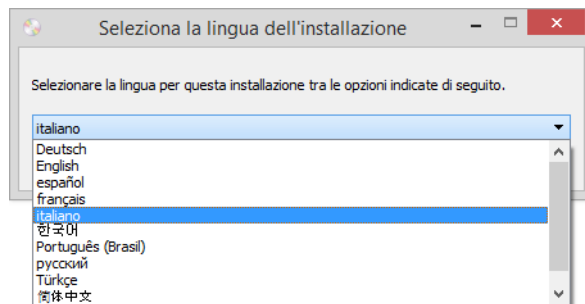 Seleziona la lingua dell'installazione
Selezionare la lingua per questa installazione tra le opzioni indicate di seguito.
italiano
Deutsch
English
español
français
italiano
한국어
Português (Brasil)
русский
Türkçe
简体中文